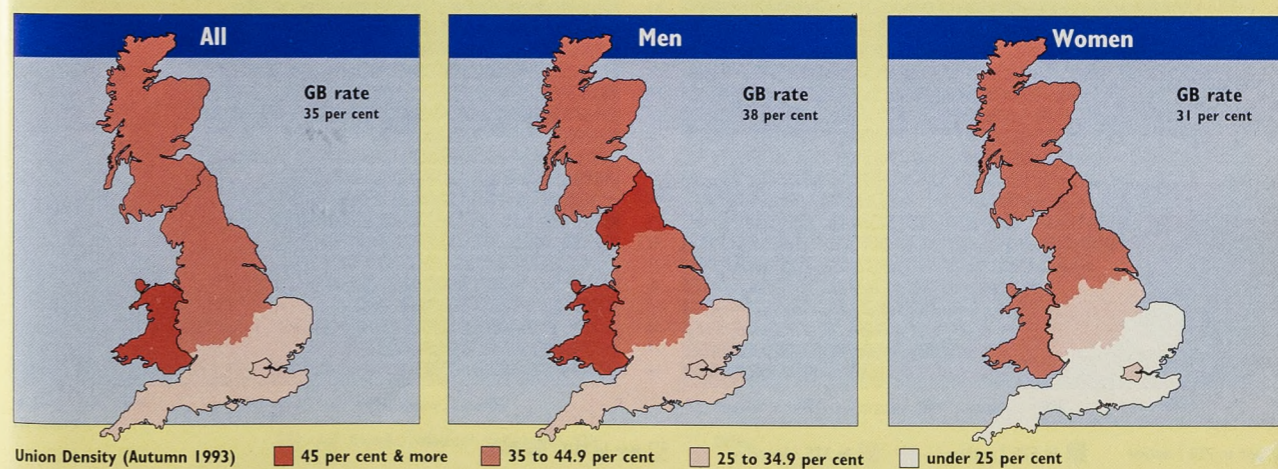 All
GB rate
35 per cent
Men
GB rate
38 per cent
Women
GB rate
31 per cent
Union Density (Autumn 1993) 45 per cent & more 35 to 44.9 per cent 25 to 34.9 per cent under 25 per cent